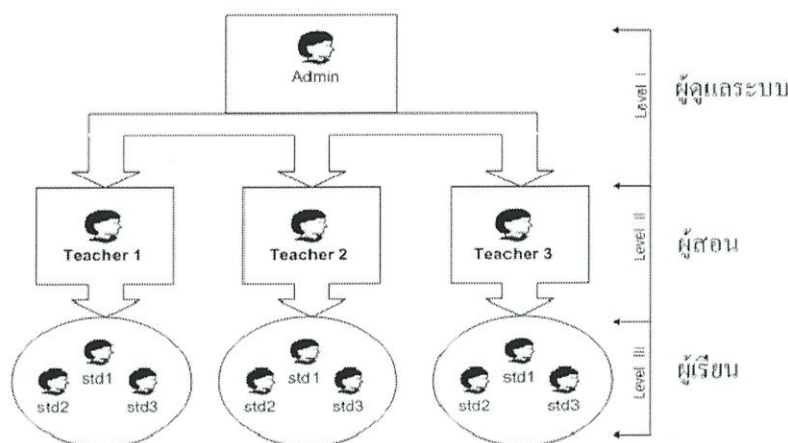 Admin
Level I
ผู้ดูแลระบบ
Teacher 1
Teacher 2
Teacher 3
Level II
ผู้สอน
std1
std2
std3
std1
std2
std3
std1
std2
std3
Level III
ผู้เรียน